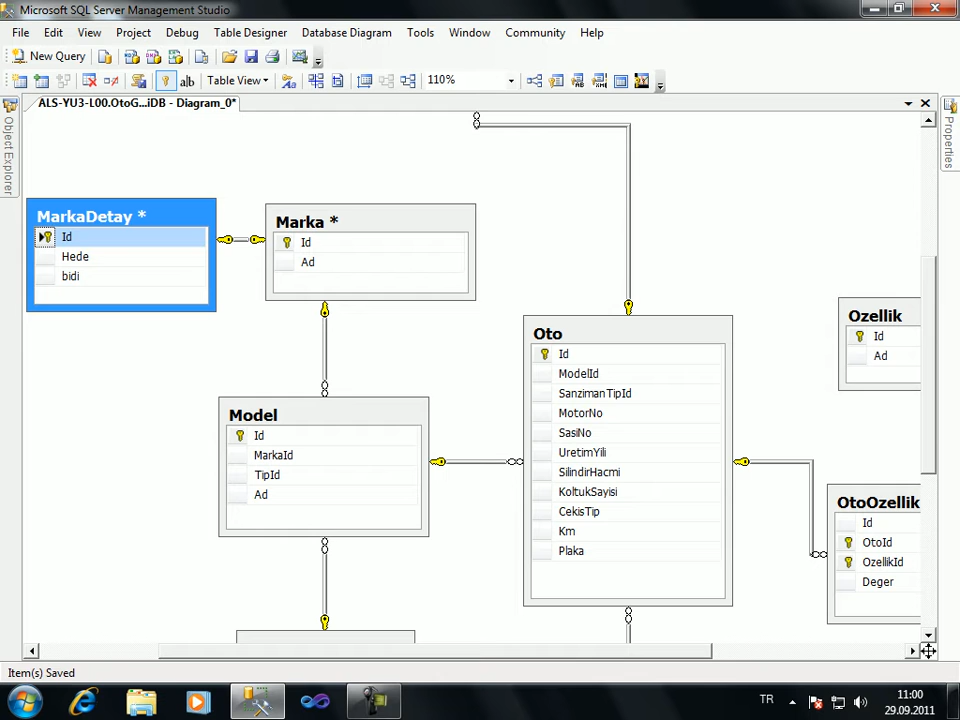 Microsoft SQL Server Management Studio
File Edit View Project Debug Table Designer Database Diagram Tools Window Community Help
New Query
ab Table View 110%
ALS-YU3-L00.OtoG...iDB - Diagram_0*
Object Explorer
Properties
MarkaDetay *
Id
Hede
bidi
Marka *
Id
Ad
Model
Id
MarkaId
TipId
Ad
Oto
Id
ModelId
SanzimanTipId
MotorNo
SasiNo
UretimYili
SilindirHacmi
KoltukSayisi
CekisTip
Km
Plaka
Ozellik
Id
Ad
OtoOzellik
Id
OtoId
OzellikId
Deger
Item(s) Saved
TR
11:00
29.09.2011